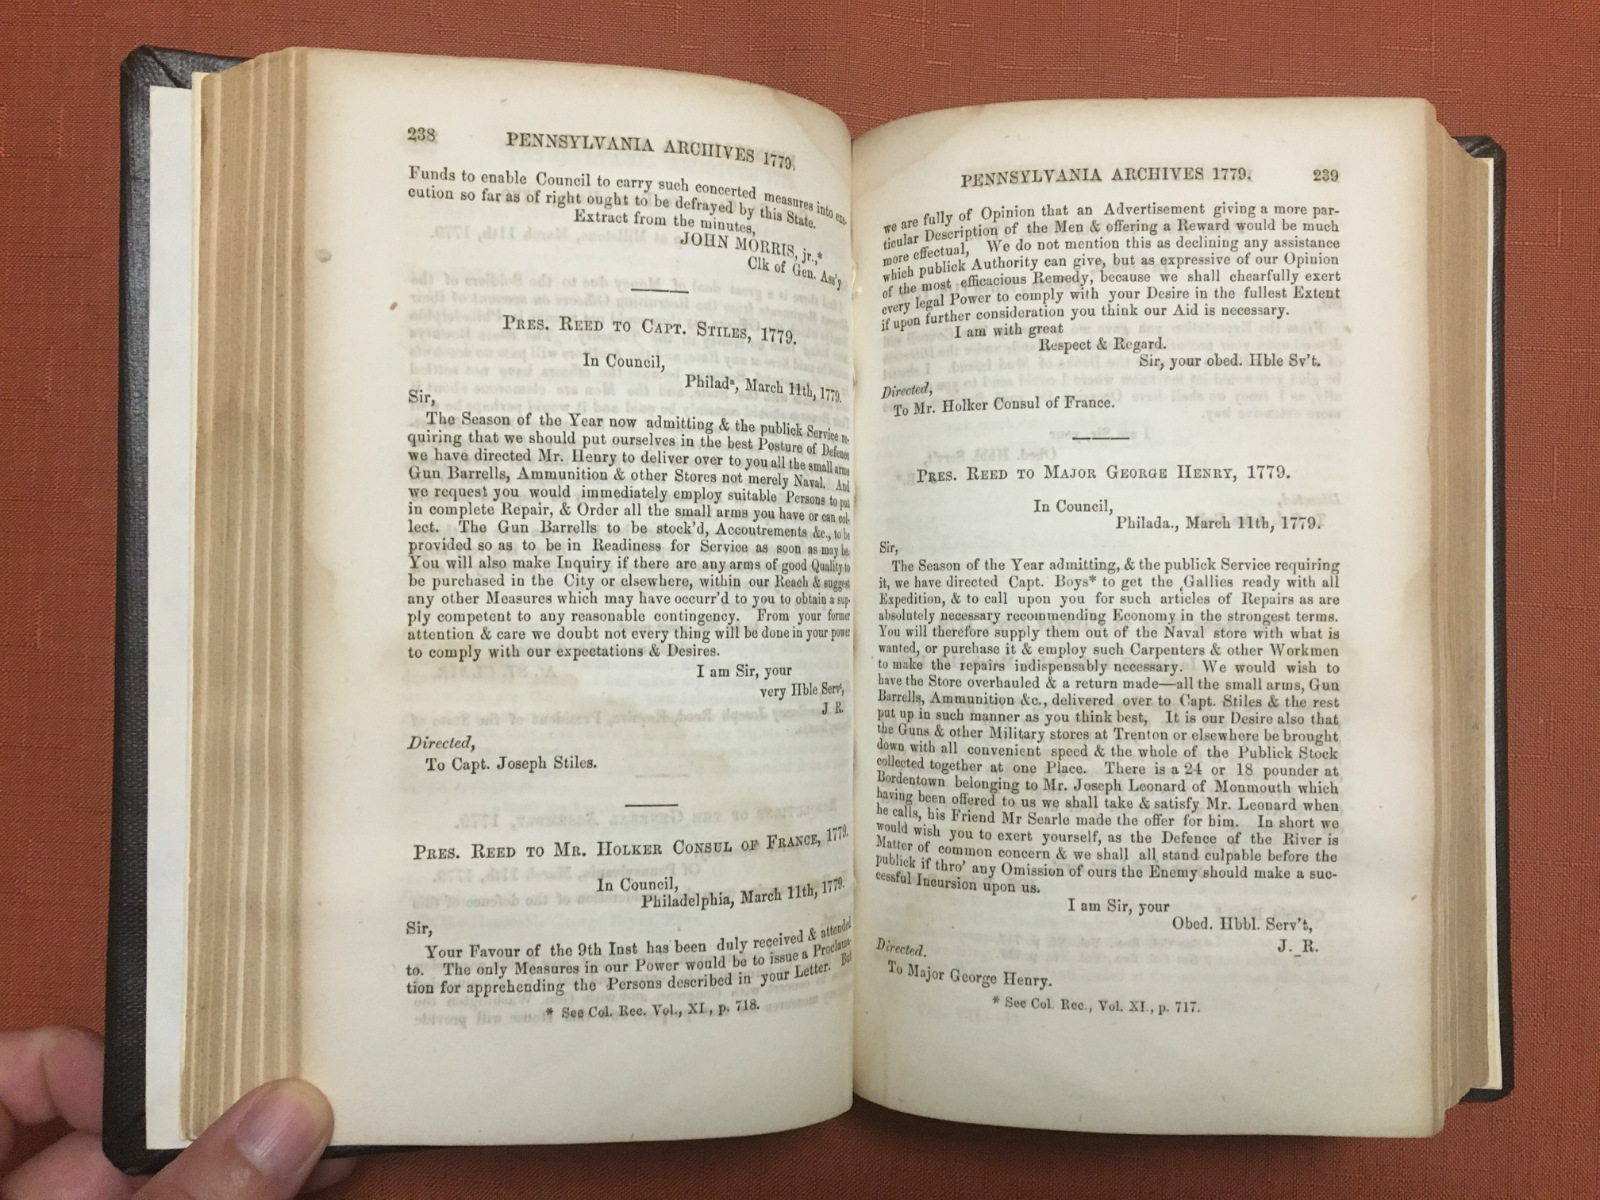 238 PENNSYLVANIA ARCHIVES 1779.
Funds to enable Council to carry such concerted measures into exe-
cution so far as of right ought to be defrayed by this State.
Extract from the minutes,
JOHN MORRIS, jr.,*
Clk of Gen. Ass'y
PRES. REED TO CAPT. STILES, 1779.
In Council,
Philadᵃ, March 11th, 1779.
Sir,
The Season of the Year now admitting & the publick Service re-
quiring that we should put ourselves in the best Posture of Defence
we have directed Mr. Henry to deliver over to you all the small arms
Gun Barrells, Ammunition & other Stores not merely Naval. And
we request you would immediately employ suitable Persons to put
in complete Repair, & Order all the small arms you have or can col-
lect. The Gun Barrells to be stock'd, Accoutrements &c., to be
provided so as to be in Readiness for Service as soon as may be.
You will also make Inquiry if there are any arms of good Quality to
be purchased in the City or elsewhere, within our Reach & suggest
any other Measures which may have occurr'd to you to obtain a sup-
ply competent to any reasonable contingency. From your former
attention & care we doubt not every thing will be done in your power
to comply with our expectations & Desires.
I am Sir, your
very Hble Servᵗ,
J. R.
Directed,
To Capt. Joseph Stiles.
PRES. REED TO MR. HOLKER CONSUL OF FRANCE, 1779.
In Council,
Philadelphia, March 11th, 1779.
Sir,
Your Favour of the 9th Inst has been duly received & attended
to. The only Measures in our Power would be to issue a Proclama-
tion for apprehending the Persons described in your Letter. But
* See Col. Rec. Vol., XI., p. 718.
PENNSYLVANIA ARCHIVES 1779. 239
we are fully of Opinion that an Advertisement giving a more par-
ticular Description of the Men & offering a Reward would be much
more effectual, We do not mention this as declining any assistance
which publick Authority can give, but as expressive of our Opinion
of the most efficacious Remedy, because we shall chearfully exert
every legal Power to comply with your Desire in the fullest Extent
if upon further consideration you think our Aid is necessary.
I am with great
Respect & Regard.
Sir, your obed. Hble Sv't.
Directed,
To Mr. Holker Consul of France.
PRES. REED TO MAJOR GEORGE HENRY, 1779.
In Council,
Philada., March 11th, 1779.
Sir,
The Season of the Year admitting, & the publick Service requiring
it, we have directed Capt. Boys* to get the Gallies ready with all
Expedition, & to call upon you for such articles of Repairs as are
absolutely necessary recommending Economy in the strongest terms.
You will therefore supply them out of the Naval store with what is
wanted, or purchase it & employ such Carpenters & other Workmen
to make the repairs indispensably necessary. We would wish to
have the Store overhauled & a return made—all the small arms, Gun
Barrells, Ammunition &c., delivered over to Capt. Stiles & the rest
put up in such manner as you think best, It is our Desire also that
the Guns & other Military stores at Trenton or elsewhere be brought
down with all convenient speed & the whole of the Publick Stock
collected together at one Place. There is a 24 or 18 pounder at
Bordentown belonging to Mr. Joseph Leonard of Monmouth which
having been offered to us we shall take & satisfy Mr. Leonard when
he calls, his Friend Mr Searle made the offer for him. In short we
would wish you to exert yourself, as the Defence of the River is
Matter of common concern & we shall all stand culpable before the
publick if thro' any Omission of ours the Enemy should make a suc-
cessful Incursion upon us.
I am Sir, your
Obed. Hbbl. Serv't,
J. R.
Directed.
To Major George Henry.
* See Col. Rec., Vol. XI., p. 717.